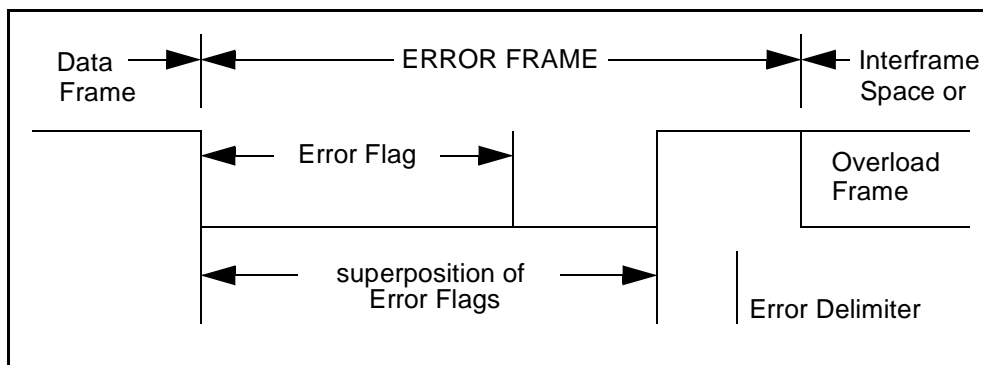 Data
Frame
ERROR FRAME
Interframe
Space or
Error Flag
Overload
Frame
superposition of
Error Flags
Error Delimiter